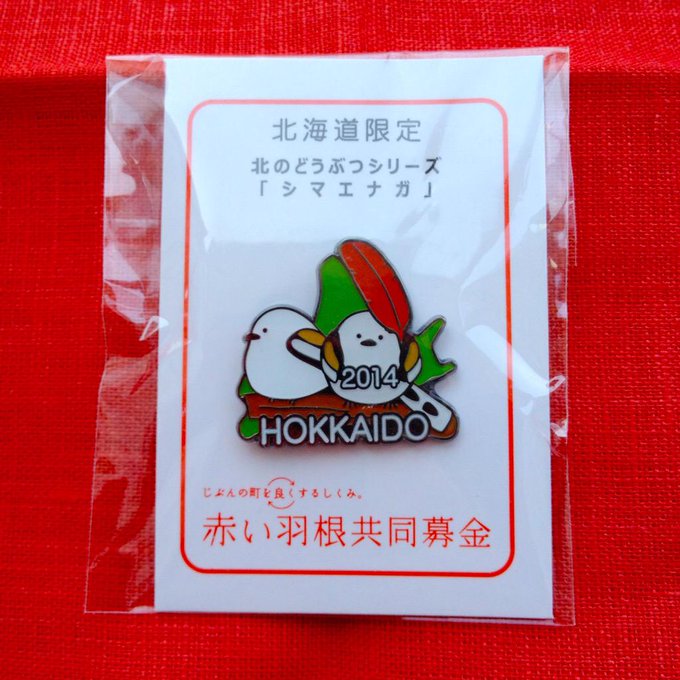 北海道限定
北のどうぶつシリーズ
「シマエナガ」
2014
HOKKAIDO
じぶんの町を良くするしくみ。
赤い羽根共同募金